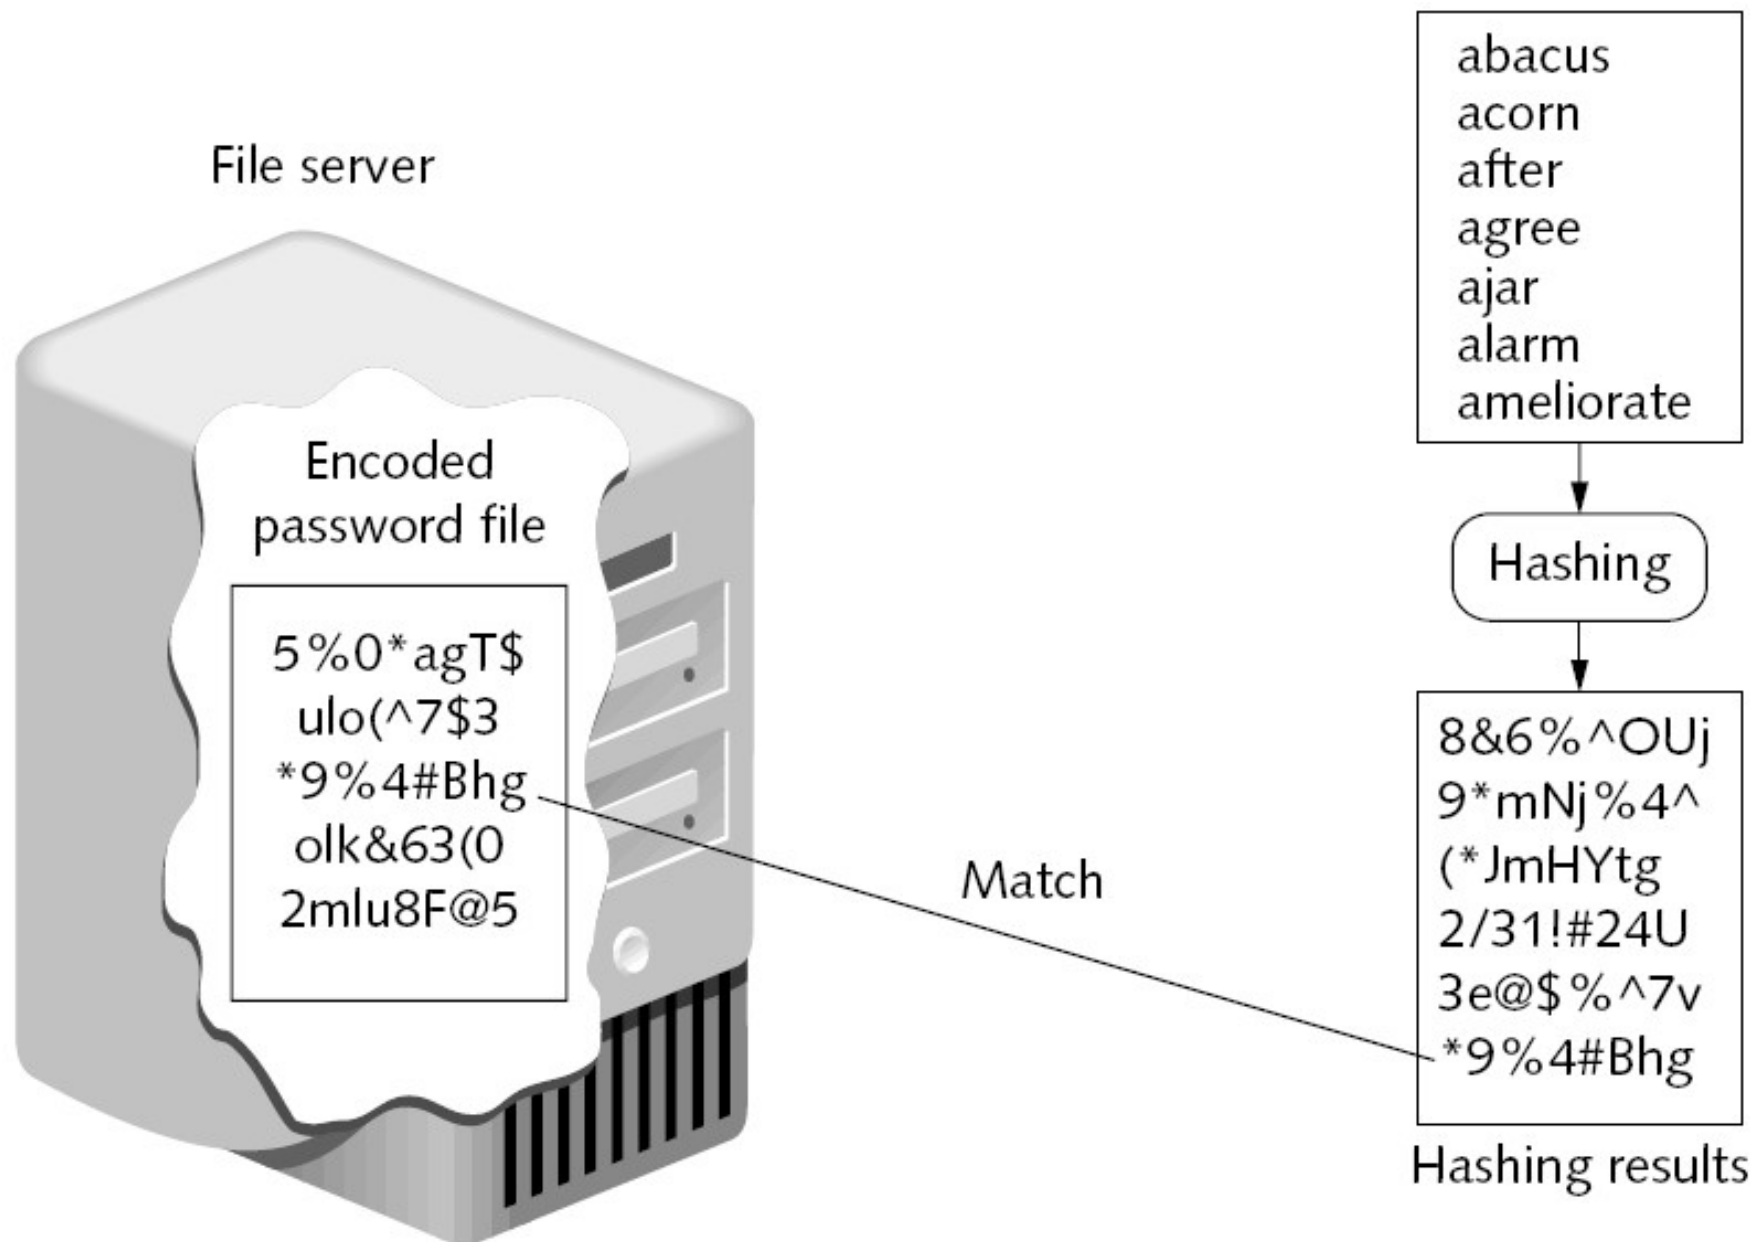 File server
Encoded
password file
5%0*agT$
ulo(^7$3
*9%4#Bhg
olk&63(0
2mlu8F@5
Match
abacus
acorn
after
agree
ajar
alarm
ameliorate
Hashing
8&6%^OUj
9*mNj%4^
(*JmHYtg
2/31!#24U
3e@$%^7v
*9%4#Bhg
Hashing results